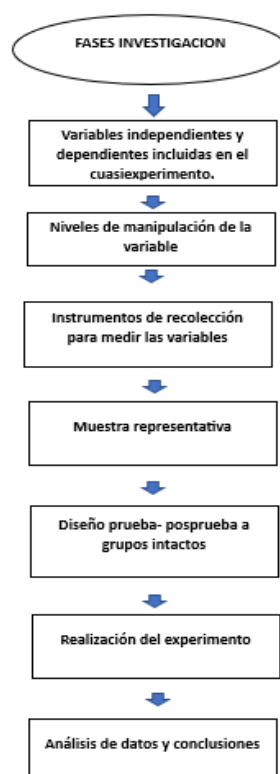 FASES INVESTIGACION
Variables independientes y
dependientes incluidas en el
cuasiexperimento.
Niveles de manipulación de la
variable
Instrumentos de recolección
para medir las variables
Muestra representativa
Diseño prueba- posprueba a
grupos intactos
Realización del experimento
Análisis de datos y conclusiones